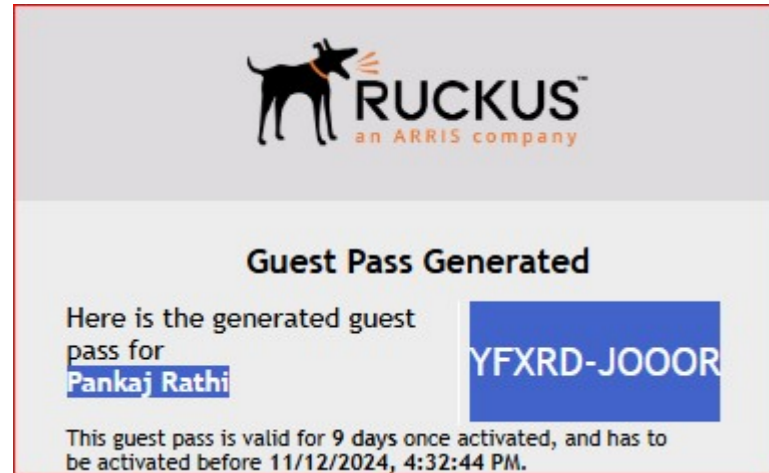 RUCKUS™
an ARRIS company
Guest Pass Generated
Here is the generated guest
pass for
Pankaj Rathi
YFXRD-JOOOR
This guest pass is valid for 9 days once activated, and has to
be activated before 11/12/2024, 4:32:44 PM.